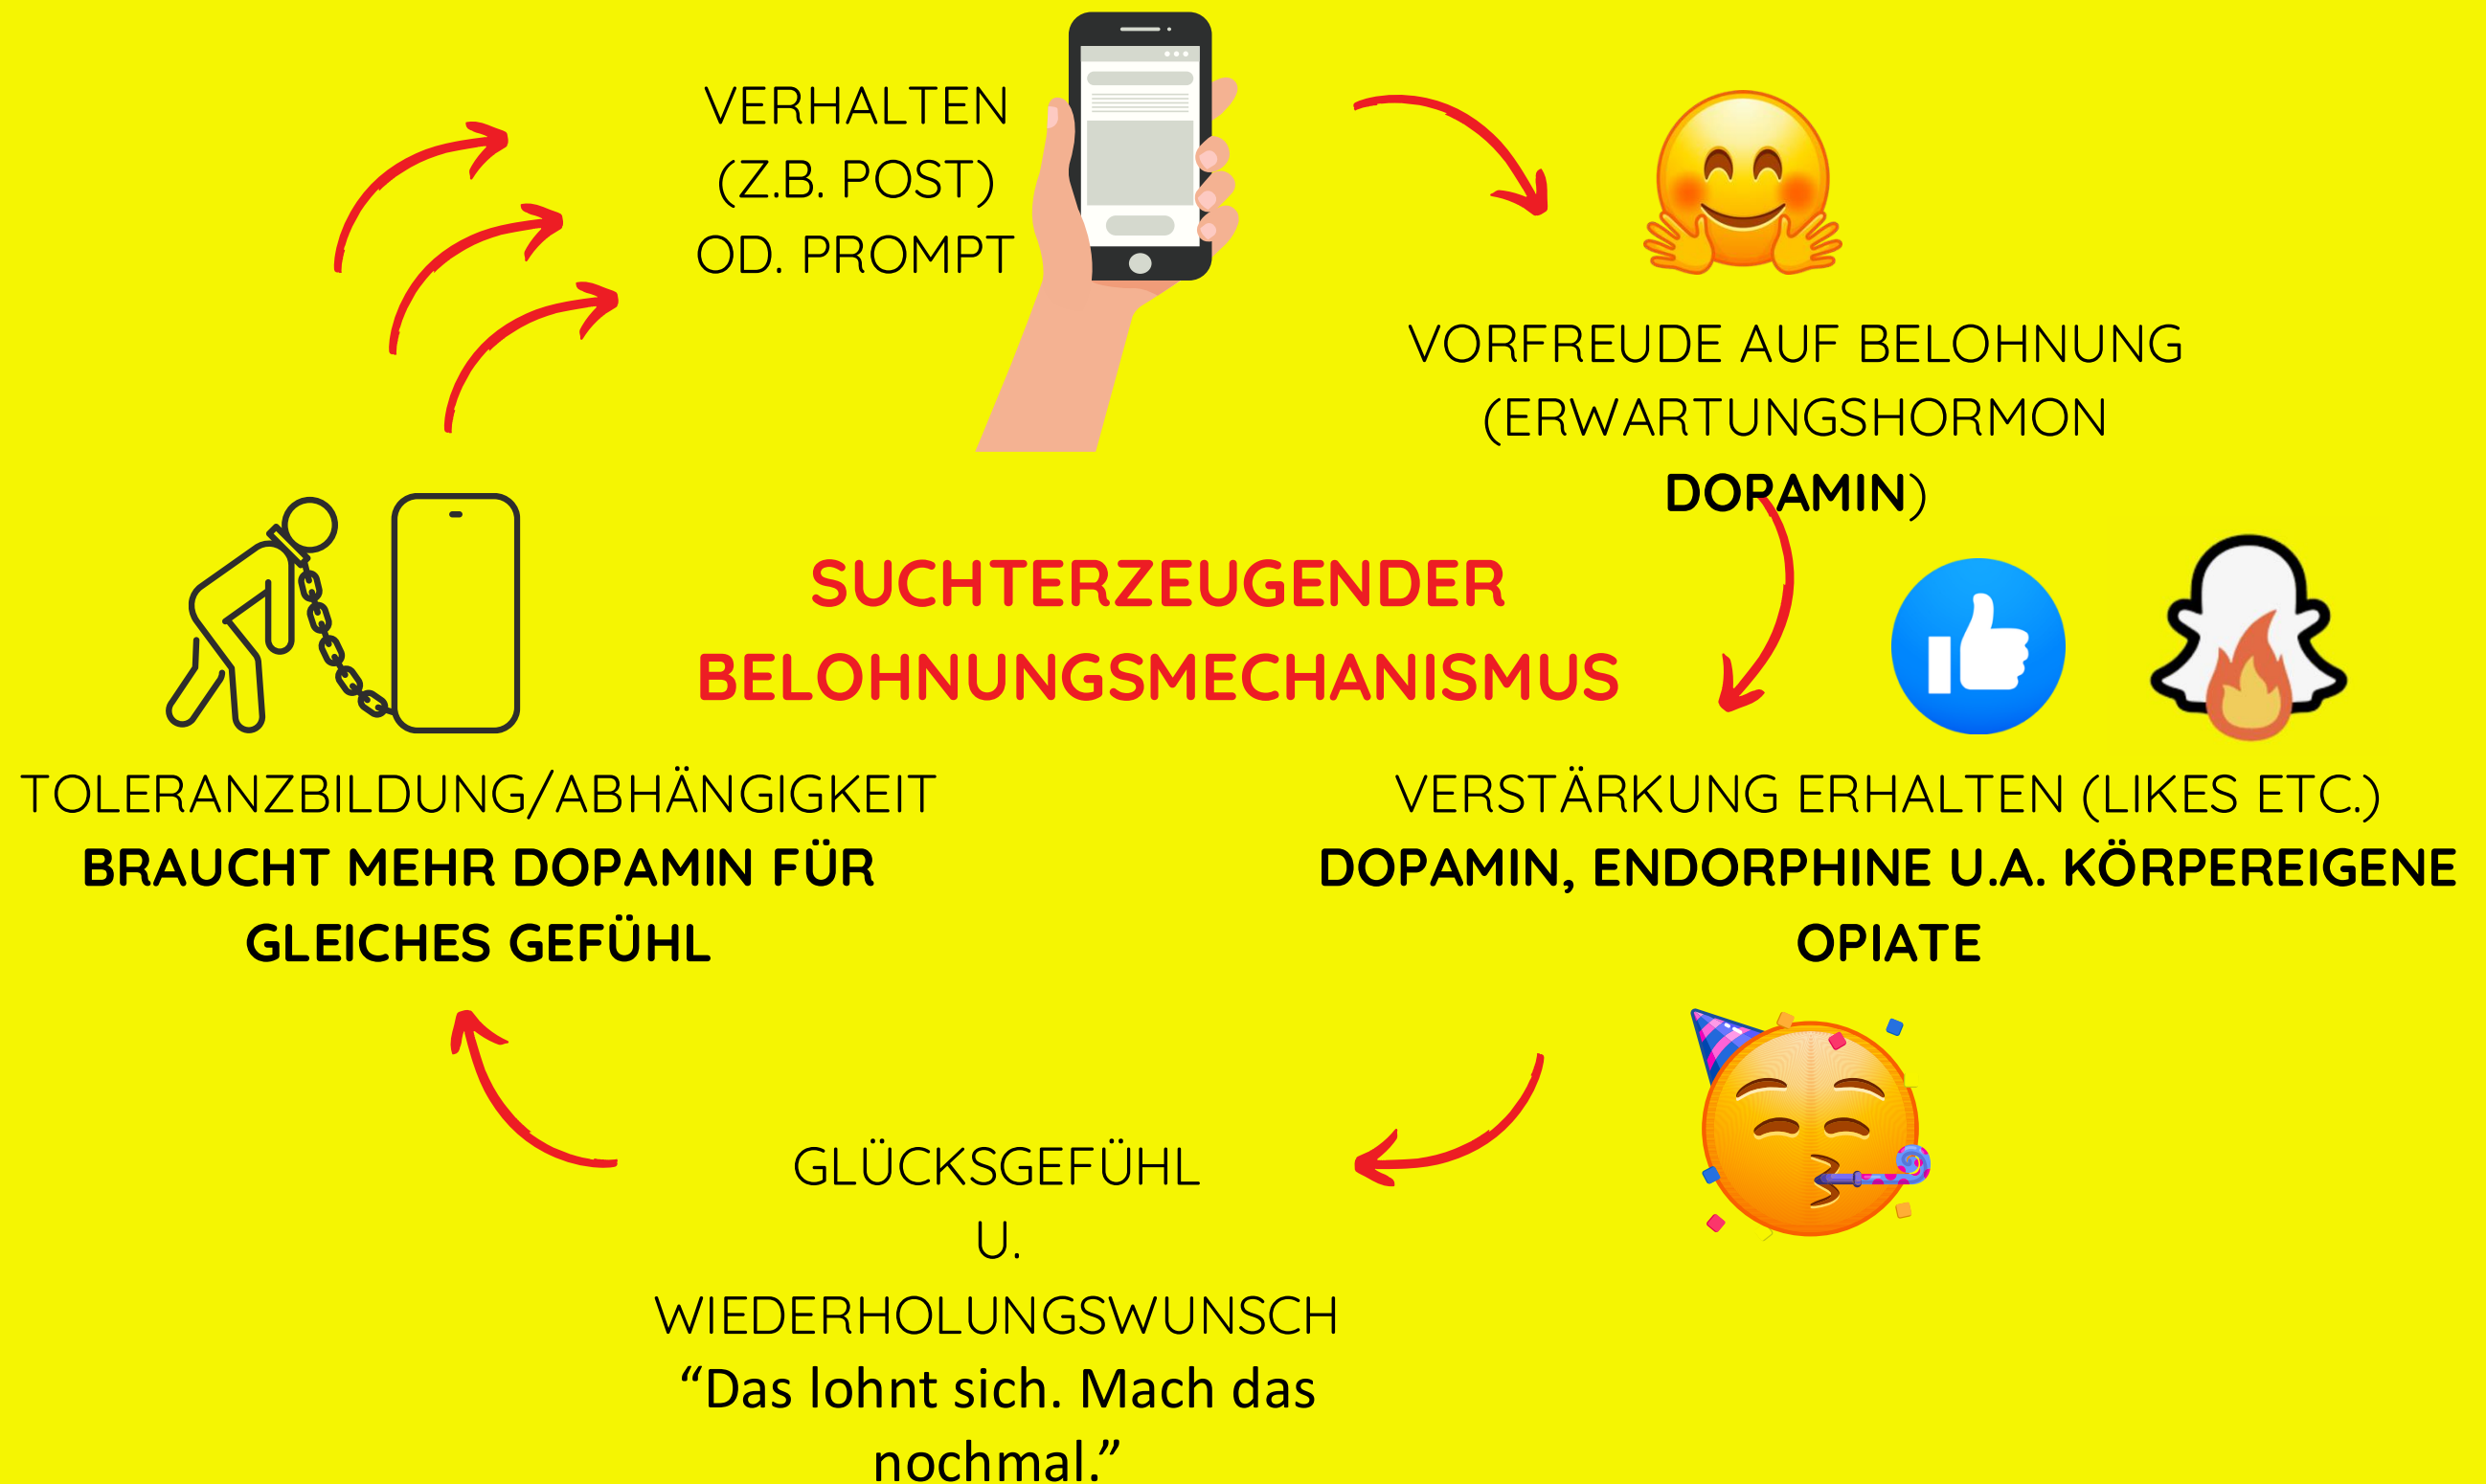 VERHALTEN
(Z.B. POST)
OD. PROMPT
VORFREUDE AUF BELOHNUNG
(ERWARTUNGSHORMON
DORAMIN)
SUCHTERZEUGENDER
BELOHNUNGSMECHANISMUS
VERSTÄRKUNG ERHALTEN (LIKES ETC.)
DOPAMIN, ENDORPHINE U.A. KÖRPEREIGENE
OPIATE
GLÜCKSGEFÜHL
U.
WIEDERHOLUNGSWUNSCH
“Das lohnt sich. Mach das
nochmal.”
TOLERANZBILDUNG/ABHÄNGIGKEIT
BRAUCHT MEHR DOPAMIN FÜR
GLEICHES GEFÜHL